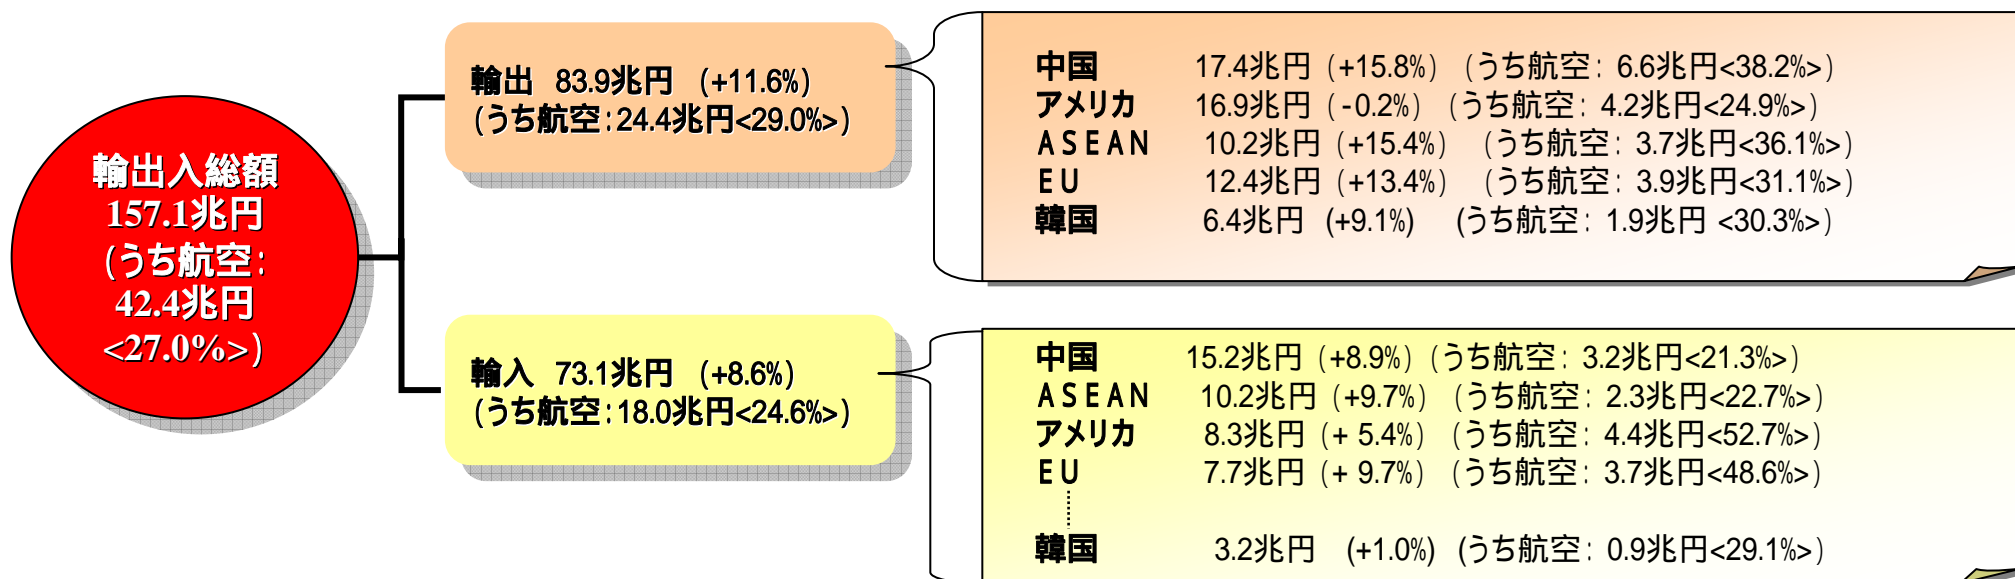 輸出入総額
157.1兆円
(うち航空:
42.4兆円
<27.0%>)
輸出 83.9兆円 (+11.6%)
(うち航空:24.4兆円<29.0%>)
中国 17.4兆円 (+15.8%) (うち航空: 6.6兆円<38.2%>)
アメリカ 16.9兆円 (-0.2%) (うち航空: 4.2兆円<24.9%>)
ASEAN 10.2兆円 (+15.4%) (うち航空: 3.7兆円<36.1%>)
EU 12.4兆円 (+13.4%) (うち航空: 3.9兆円<31.1%>)
韓国 6.4兆円 (+9.1%) (うち航空: 1.9兆円 <30.3%>)
輸入 73.1兆円 (+8.6%)
(うち航空:18.0兆円<24.6%>)
中国 15.2兆円 (+8.9%) (うち航空: 3.2兆円<21.3%>)
ASEAN 10.2兆円 (+9.7%) (うち航空: 2.3兆円<22.7%>)
アメリカ 8.3兆円 (+ 5.4%) (うち航空: 4.4兆円<52.7%>)
EU 7.7兆円 (+ 9.7%) (うち航空: 3.7兆円<48.6%>)
韓国 3.2兆円 (+1.0%) (うち航空: 0.9兆円<29.1%>)